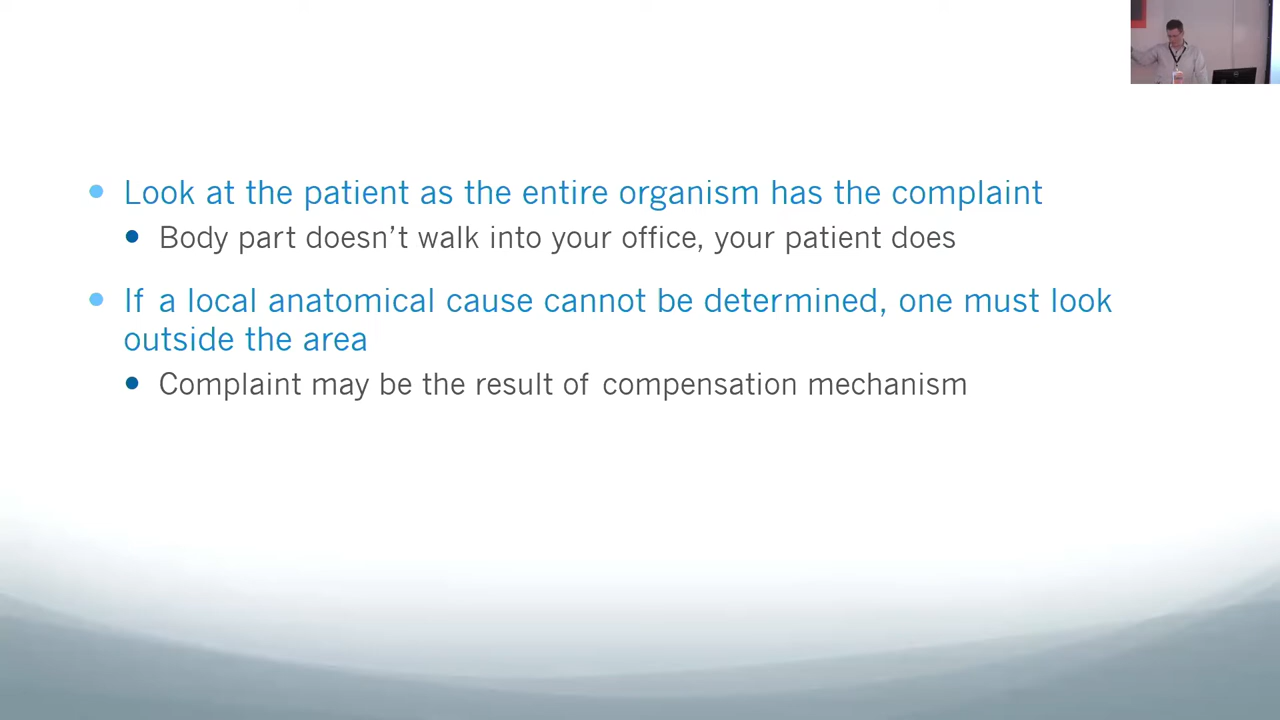 Look at the patient as the entire organism has the complaint
Body part doesn't walk into your office, your patient does
If a local anatomical cause cannot be determined, one must look
outside the area
Complaint may be the result of compensation mechanism